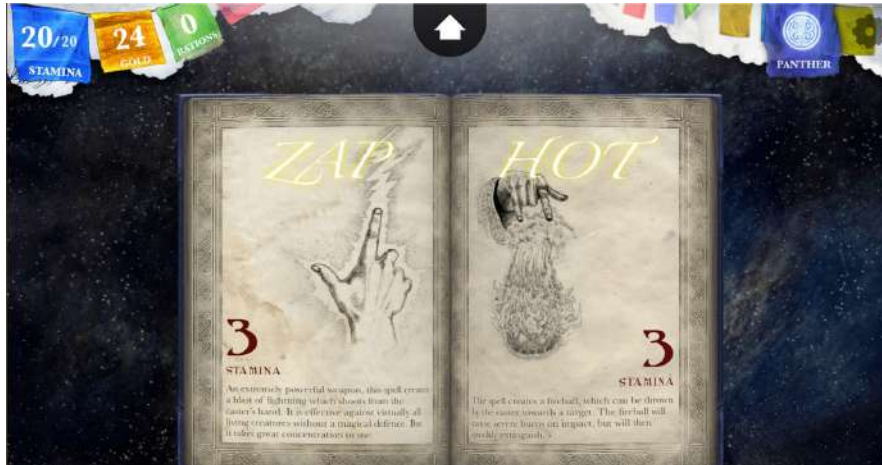 20/20
STAMINA
24
GOLD
0
RATIONS
PANTHER
ZAP
3
STAMINA
An extremely powerful weapon, this spell creates
a blast of lightning which shoots from the
caster's hand. It is effective against virtually all
living creatures without a magical defence. But
it takes great concentration to use.
HOT
3
STAMINA
The spell creates a fireball, which can be thrown
by the caster towards a target. The fireball will
cause severe burns on impact, but will then
quickly extinguish.